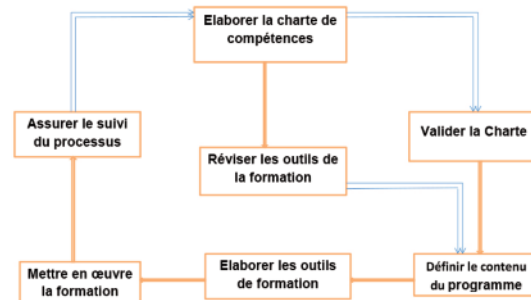 Elaborer la charte de
compétences
Assurer le suivi
du processus
Valider la Charte
Réviser les outils de
la formation
Mettre en œuvre
la formation
Elaborer les outils
de formation
Définir le contenu
du programme